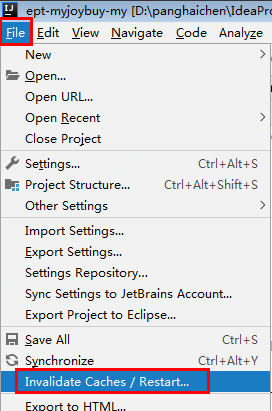 IJ ept-myjoybuy-my [D:\panghaichen\IdeaPro
File Edit View Navigate Code Analyze
New
Open...
Open URL...
Open Recent
Close Project
Settings... Ctrl+Alt+S
Project Structure... Ctrl+Alt+Shift+S
Other Settings
Import Settings...
Export Settings...
Settings Repository...
Sync Settings to JetBrains Account...
Export Project to Eclipse...
Save All Ctrl+S
Synchronize Ctrl+Alt+Y
Invalidate Caches / Restart...
Export to HTML...